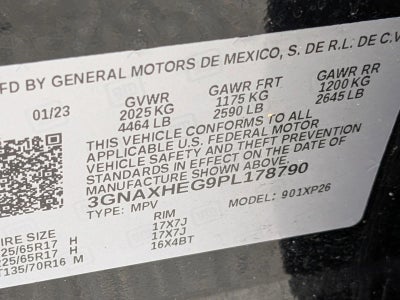 MFD BY GENERAL MOTORS DE MEXICO, S. DE R.L. DE C.V.
01/23 GVWR GAWR FRT GAWR RR
2025 KG 1175 KG 1200 KG
4464 LB 2590 LB 2645 LB
THIS VEHICLE CONFORMS TO ALL
APPLICABLE U.S. FEDERAL MOTOR
VEHICLE SAFETY AND THEFT PREVENTION
STANDARDS IN EFFECT ON THE DATE OF
MANUFACTURE SHOWN ABOVE.
3GNAXHEG9PL178790
TYPE: MPV MODEL: 901XP26
IRE SIZE RIM
225/65R17 H 17X7J
225/65R17 H 17X7J
T135/70R16 M 16X4BT